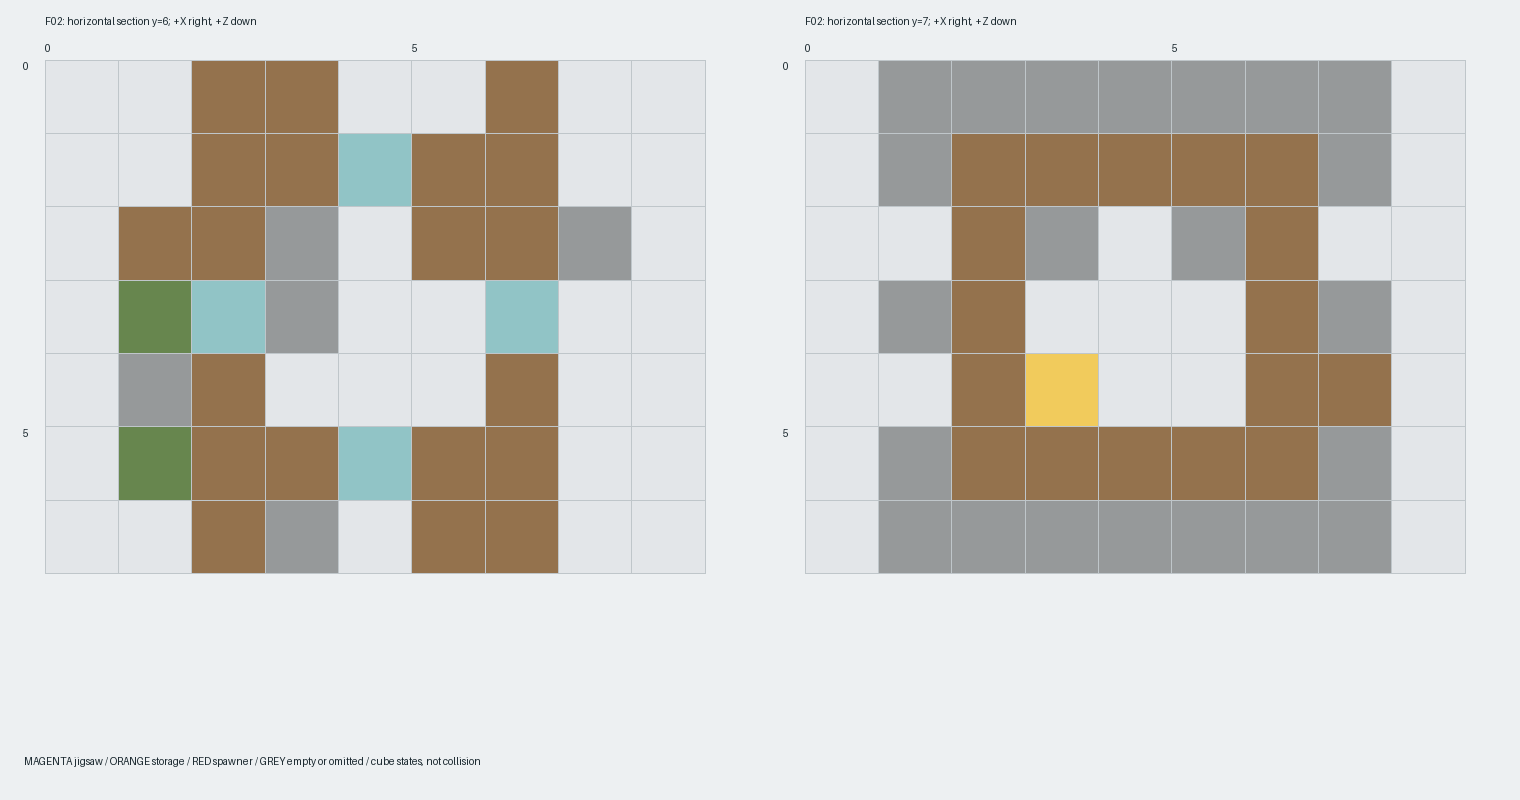 F02: horizontal section y=6; +X right, +Z down
F02: horizontal section y=7; +X right, +Z down
0 5
0 5
0
0
5
5
MAGENTA jigsaw / ORANGE storage / RED spawner / GREY empty or omitted / cube states, not collision